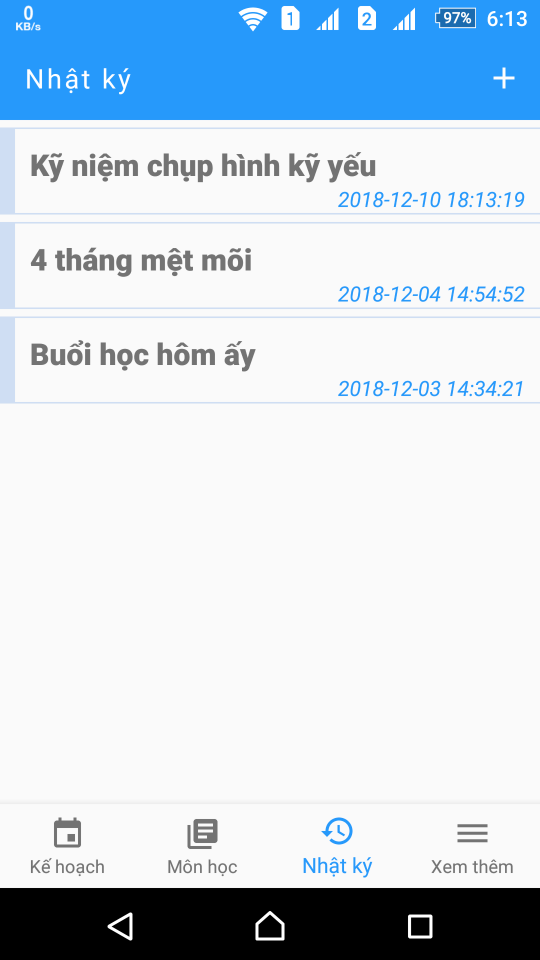 0
KB/s
1
2
97%
6:13
Nhật ký
+
Kỹ niệm chụp hình kỹ yếu
2018-12-10 18:13:19
4 tháng mệt mõi
2018-12-04 14:54:52
Buổi học hôm ấy
2018-12-03 14:34:21
Kế hoạch
Môn học
Nhật ký
Xem thêm